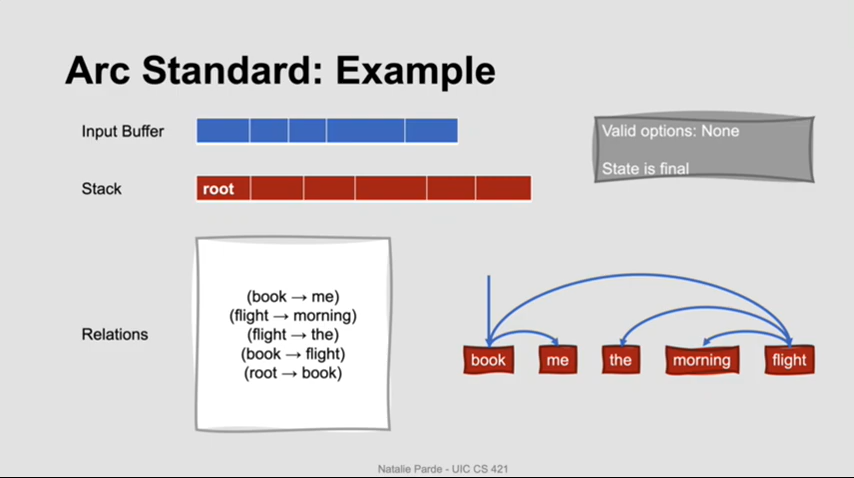 Arc Standard: Example
Input Buffer
Valid options: None
State is final
Stack
root
Relations
(book → me)
(flight → morning)
(flight → the)
(book → flight)
(root → book)
book me the morning flight
Natalie Parde - UIC CS 421